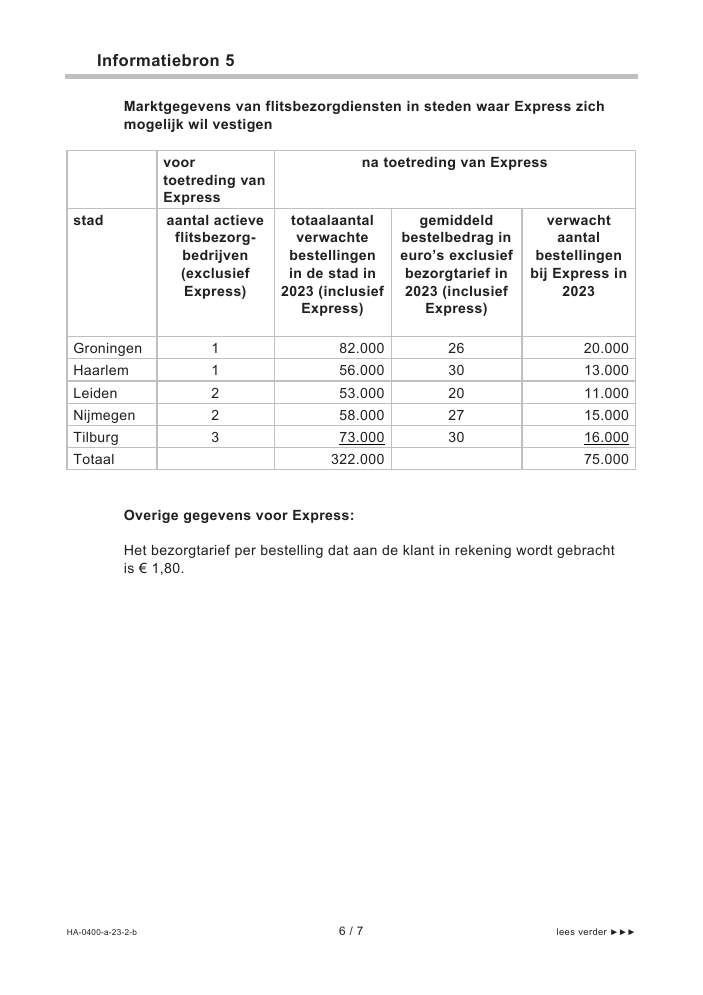 Informatiebron 5
Marktgegevens van flitsbezorgdiensten in steden waar Express zich
mogelijk wil vestigen
voor
toetreding van
Express
na toetreding van Express
stad
aantal actieve
flitsbezorg-
bedrijven
(exclusief
Express)
totaalaantal
verwachte
bestellingen
in de stad in
2023 (inclusief
Express)
gemiddeld
bestelbedrag in
euro’s exclusief
bezorgtarief in
2023 (inclusief
Express)
verwacht
aantal
bestellingen
bij Express in
2023
Groningen 1 82.000 26 20.000
Haarlem 1 56.000 30 13.000
Leiden 2 53.000 20 11.000
Nijmegen 2 58.000 27 15.000
Tilburg 3 73.000 30 16.000
Totaal 322.000 75.000
Overige gegevens voor Express:
Het bezorgtarief per bestelling dat aan de klant in rekening wordt gebracht
is € 1,80.
HA-0400-a-23-2-b 6 / 7 lees verder ►►►